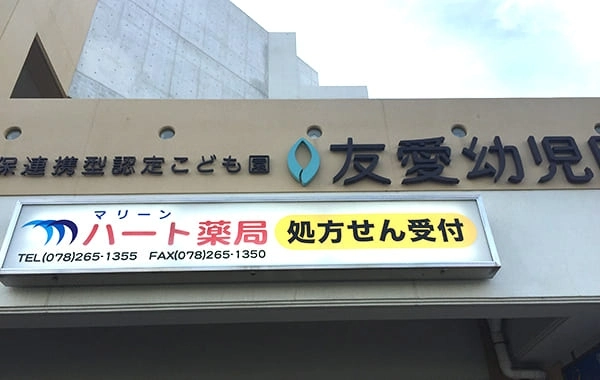 保連携型認定こども園 友愛幼児
マリーン
ハート薬局 処方せん受付
TEL(078)265-1355 FAX(078)265-1350